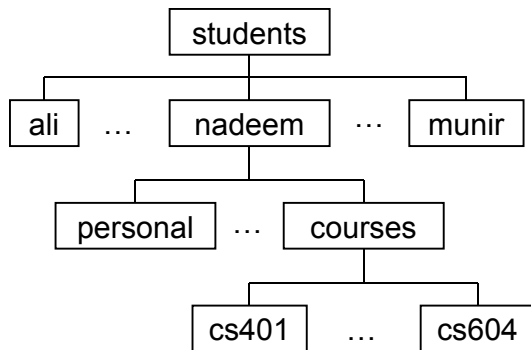 students
ali ... nadeem ... munir
personal ... courses
cs401 ... cs604